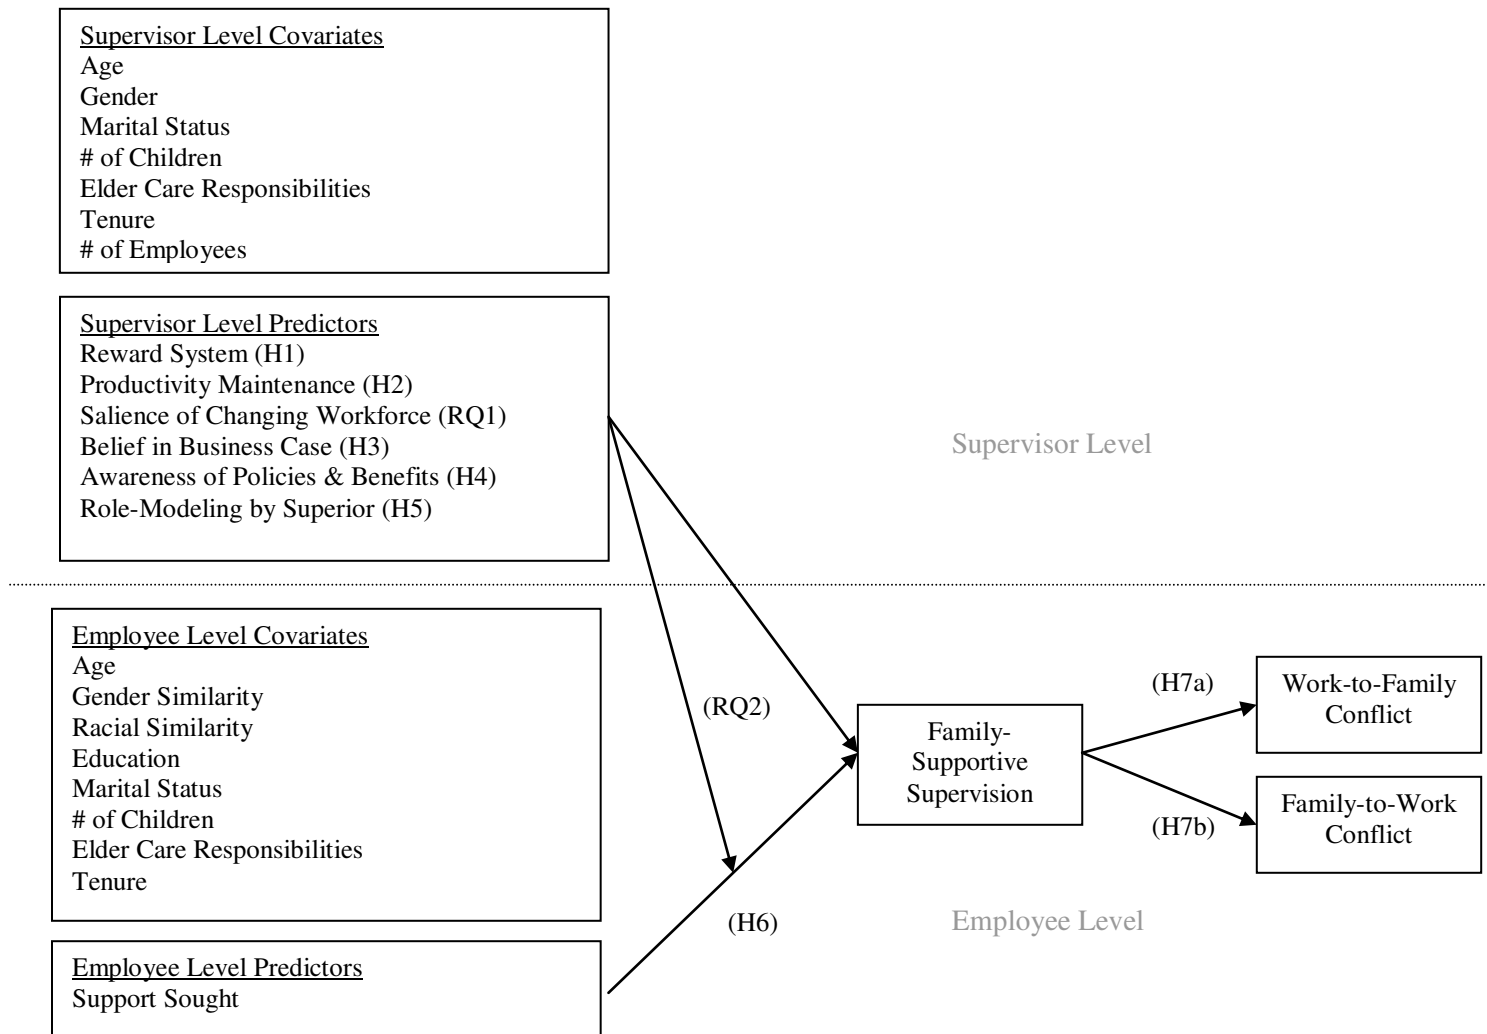 Supervisor Level Covariates
Age
Gender
Marital Status
# of Children
Elder Care Responsibilities
Tenure
# of Employees
Supervisor Level Predictors
Reward System (H1)
Productivity Maintenance (H2)
Salience of Changing Workforce (RQ1)
Belief in Business Case (H3)
Awareness of Policies & Benefits (H4)
Role-Modeling by Superior (H5)
Supervisor Level
Employee Level Covariates
Age
Gender Similarity
Racial Similarity
Education
Marital Status
# of Children
Elder Care Responsibilities
Tenure
(RQ2)
Family-
Supportive
Supervision
(H7a)
Work-to-Family
Conflict
(H7b)
Family-to-Work
Conflict
(H6)
Employee Level
Employee Level Predictors
Support Sought